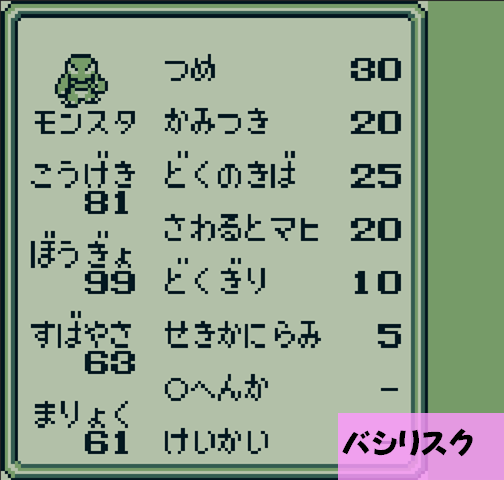 つめ 30
モンスタ かみつき 20
こうげき どくのきば 25
81
さわるとマヒ 20
ぼうぎょ
99 どくぎり 10
すばやさ せきかにらみ 5
63
○へんか -
まりょく
61 けいかい -
バシリスク